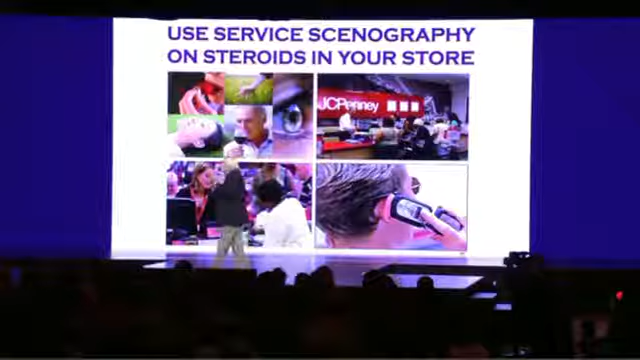 USE SERVICE SCENOGRAPHY
ON STEROIDS IN YOUR STORE
JCPenney